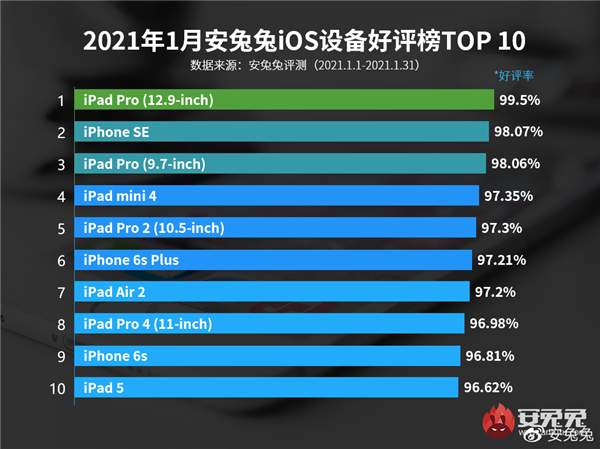 2021年1月安兔兔iOS设备好评榜TOP 10
数据来源：安兔兔评测（2021.1.1-2021.1.31）
*好评率
1 iPad Pro (12.9-inch) 99.5%
2 iPhone SE 98.07%
3 iPad Pro (9.7-inch) 98.06%
4 iPad mini 4 97.35%
5 iPad Pro 2 (10.5-inch) 97.3%
6 iPhone 6s Plus 97.21%
7 iPad Air 2 97.2%
8 iPad Pro 4 (11-inch) 96.98%
9 iPhone 6s 96.81%
10 iPad 5 96.62%
安兔兔
安兔兔